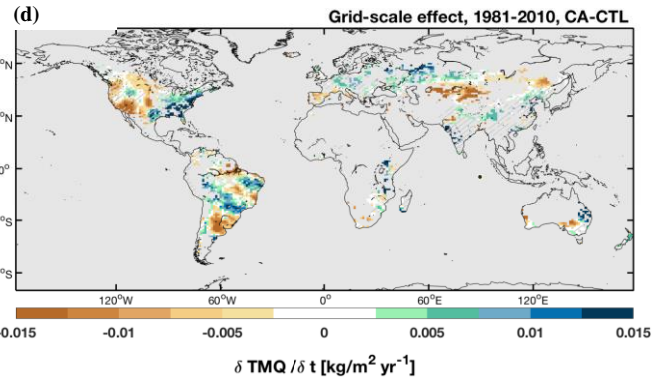 (d)
Grid-scale effect, 1981-2010, CA-CTL
°N
°N
0°
°S
°S
120°W 60°W 0° 60°E 120°E
-0.015 -0.01 -0.005 0 0.005 0.01 0.015
δ TMQ /δ t [kg/m² yr⁻¹]